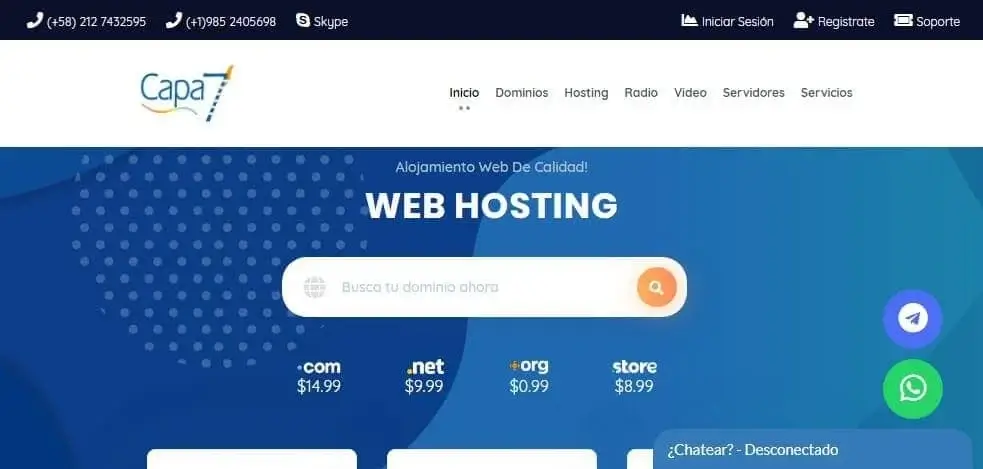 (+58) 212 7432595 (+1)985 2405698 Skype Iniciar Sesión Registrate Soporte
Capa7
Inicio Dominios Hosting Radio Video Servidores Servicios
Alojamiento Web De Calidad!
WEB HOSTING
Busca tu dominio ahora
.com .net .org store
$14.99 $9.99 $0.99 $8.99
¿Chatear? - Desconectado